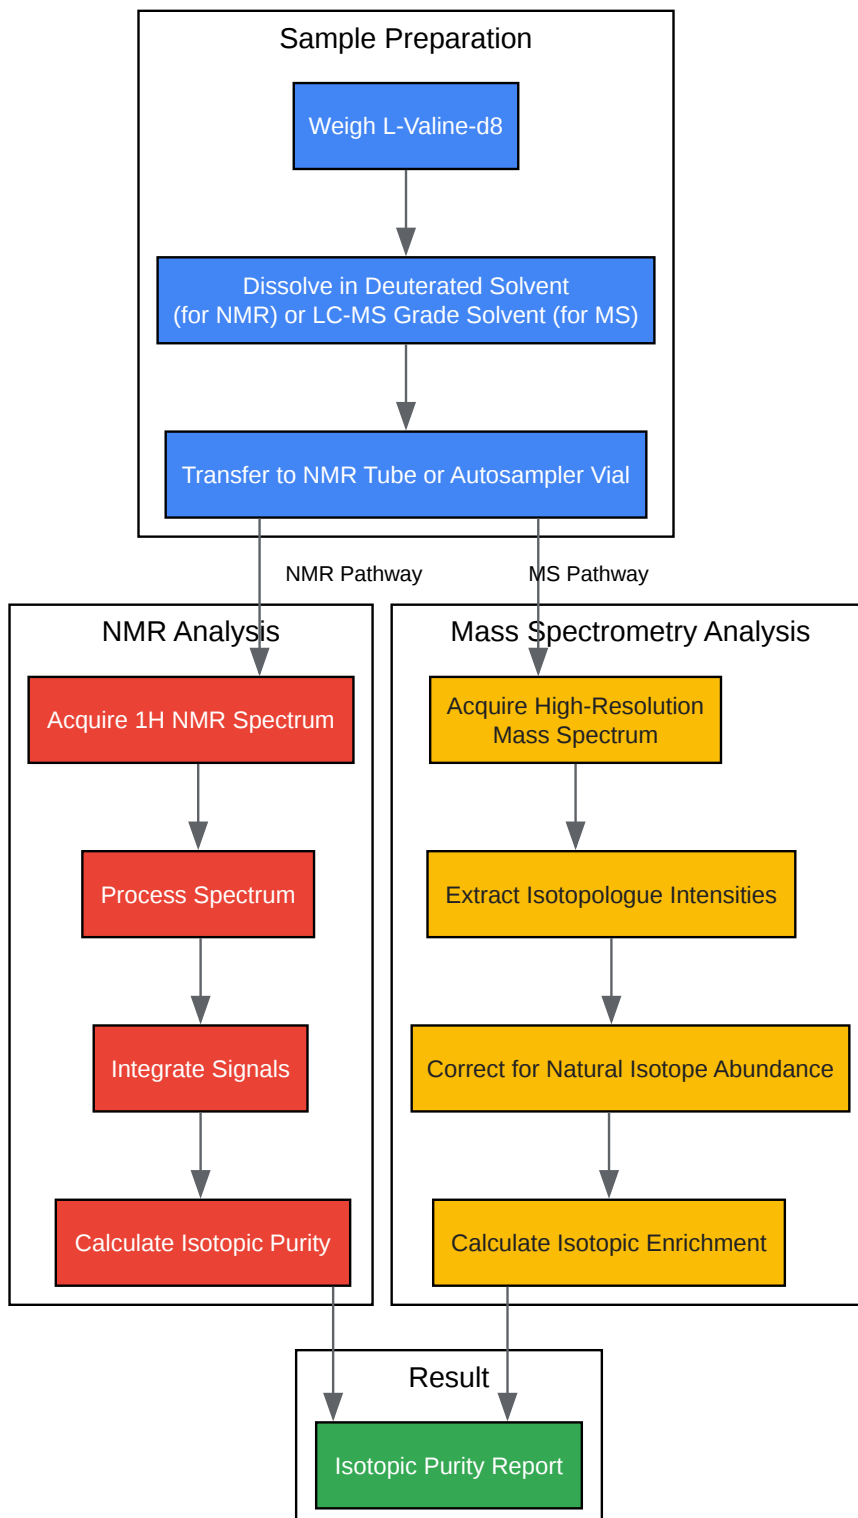 Sample Preparation
Weigh L-Valine-d8
Dissolve in Deuterated Solvent
(for NMR) or LC-MS Grade Solvent (for MS)
Transfer to NMR Tube or Autosampler Vial
NMR Pathway
MS Pathway
NMR Analysis
Acquire 1H NMR Spectrum
Process Spectrum
Integrate Signals
Calculate Isotopic Purity
Mass Spectrometry Analysis
Acquire High-Resolution
Mass Spectrum
Extract Isotopologue Intensities
Correct for Natural Isotope Abundance
Calculate Isotopic Enrichment
Result
Isotopic Purity Report